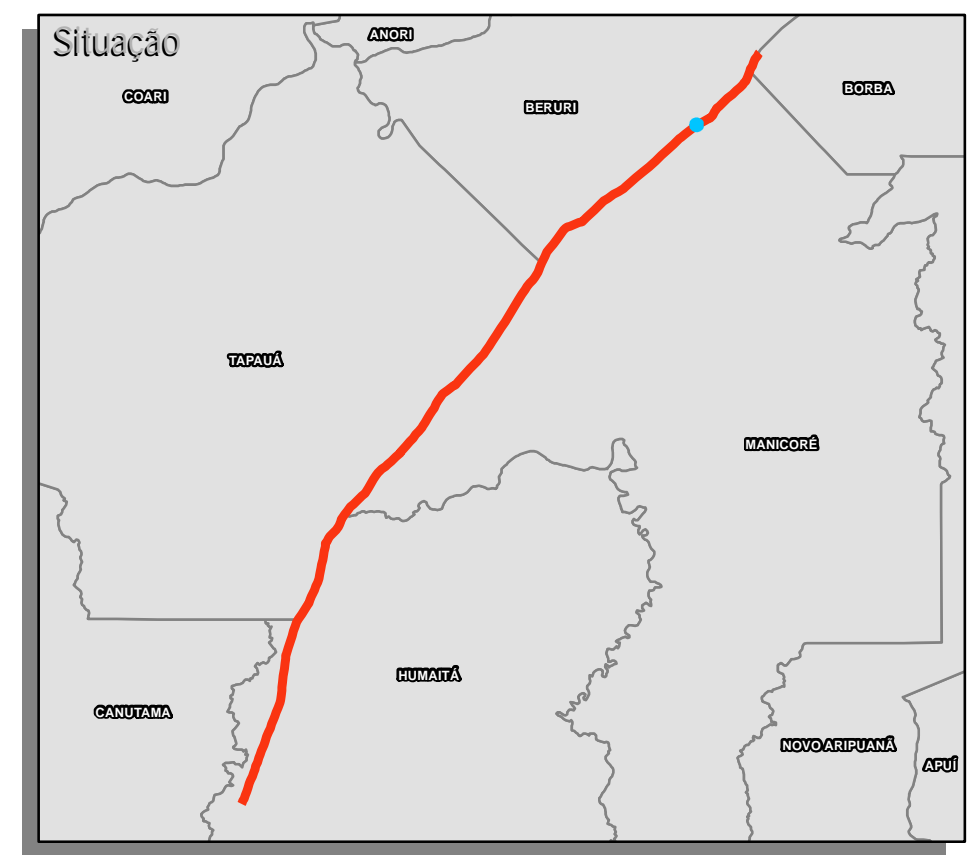 Situação
ANORI
COARI
BERURI
BORBA
TAPAUÁ
MANICORÉ
HUMAITÁ
CANUTAMA
NOVO ARIPUANÃ
APUÍ